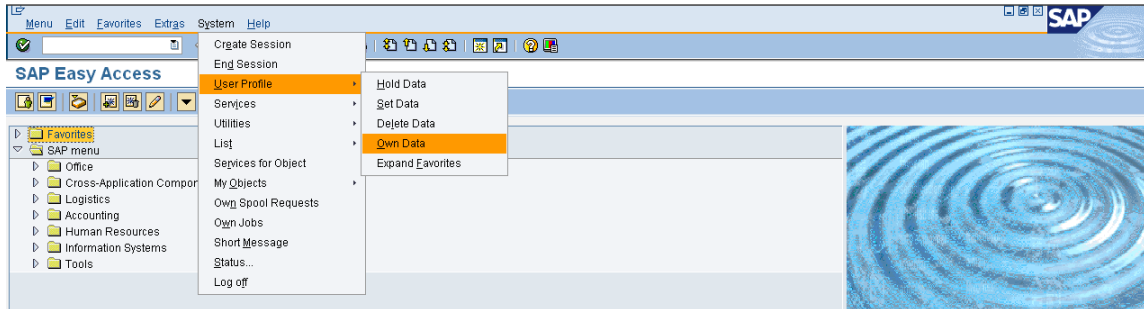 Menu Edit Favorites Extras System Help
SAP
SAP Easy Access
Create Session
End Session
User Profile
Services
Utilities
List
Services for Object
My Objects
Own Spool Requests
Own Jobs
Short Message
Status...
Log off
Hold Data
Set Data
Delete Data
Own Data
Expand Favorites
Favorites
SAP menu
Office
Cross-Application Compor
Logistics
Accounting
Human Resources
Information Systems
Tools